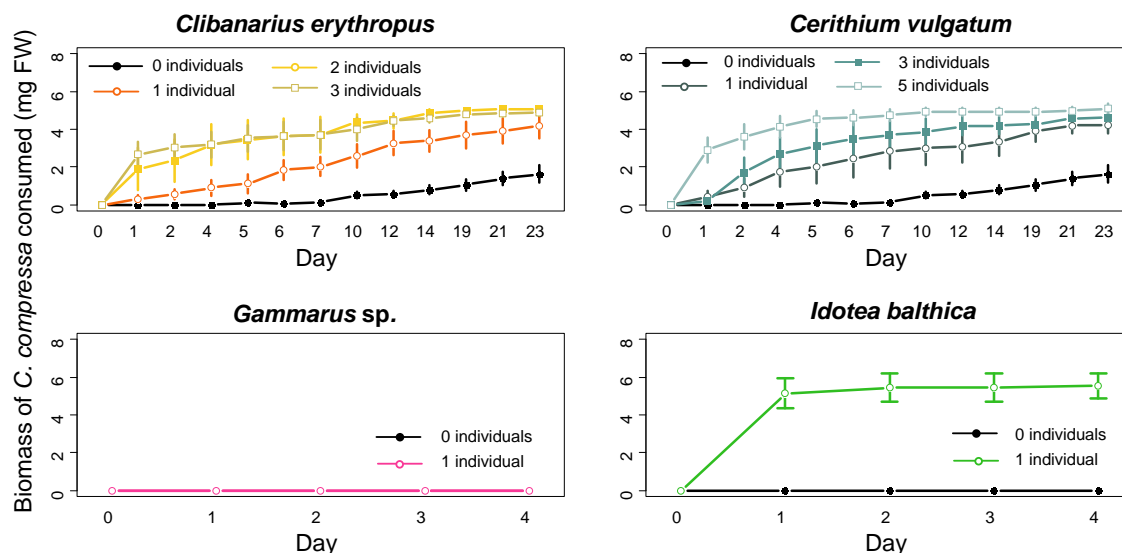 Clibanarius erythropus
Cerithium vulgatum
Biomass of C. compressa consumed (mg FW)
8
6
4
2
0
0 individuals
1 individual
2 individuals
3 individuals
0 1 2 4 5 6 7 10 12 14 19 21 23
Day
8
6
4
2
0
0 individuals
1 individual
3 individuals
5 individuals
0 1 2 4 5 6 7 10 12 14 19 21 23
Day
Gammarus sp.
Idotea balthica
8
6
4
2
0
0 individuals
1 individual
0 1 2 3 4
Day
8
6
4
2
0
0 individuals
1 individual
0 1 2 3 4
Day